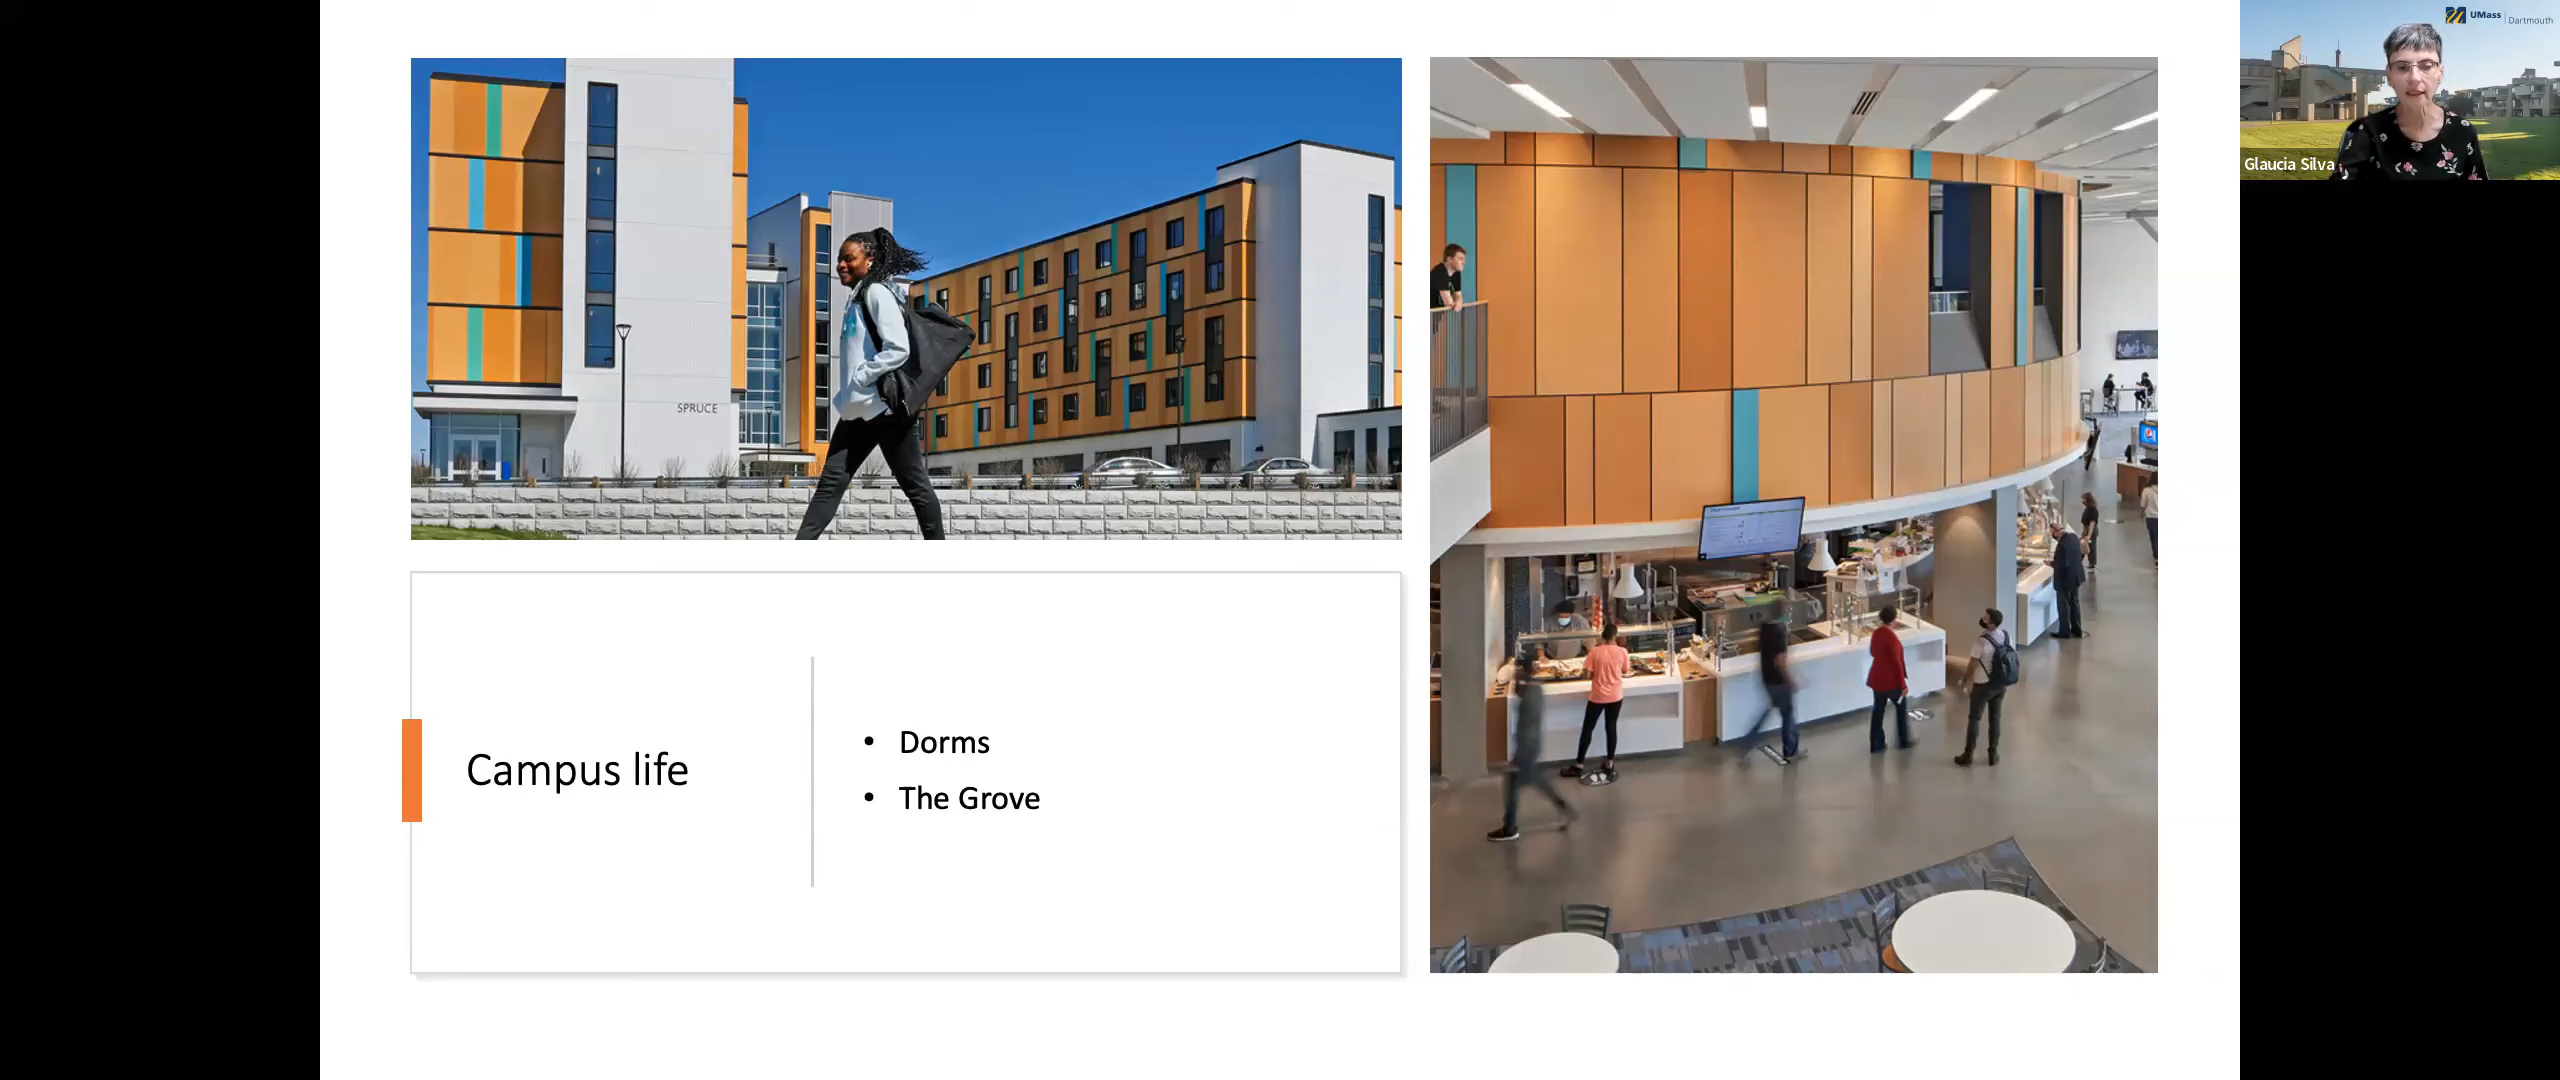 SPRUCE
Campus life
• Dorms
• The Grove
UMass | Dartmouth
Glaucia Silva